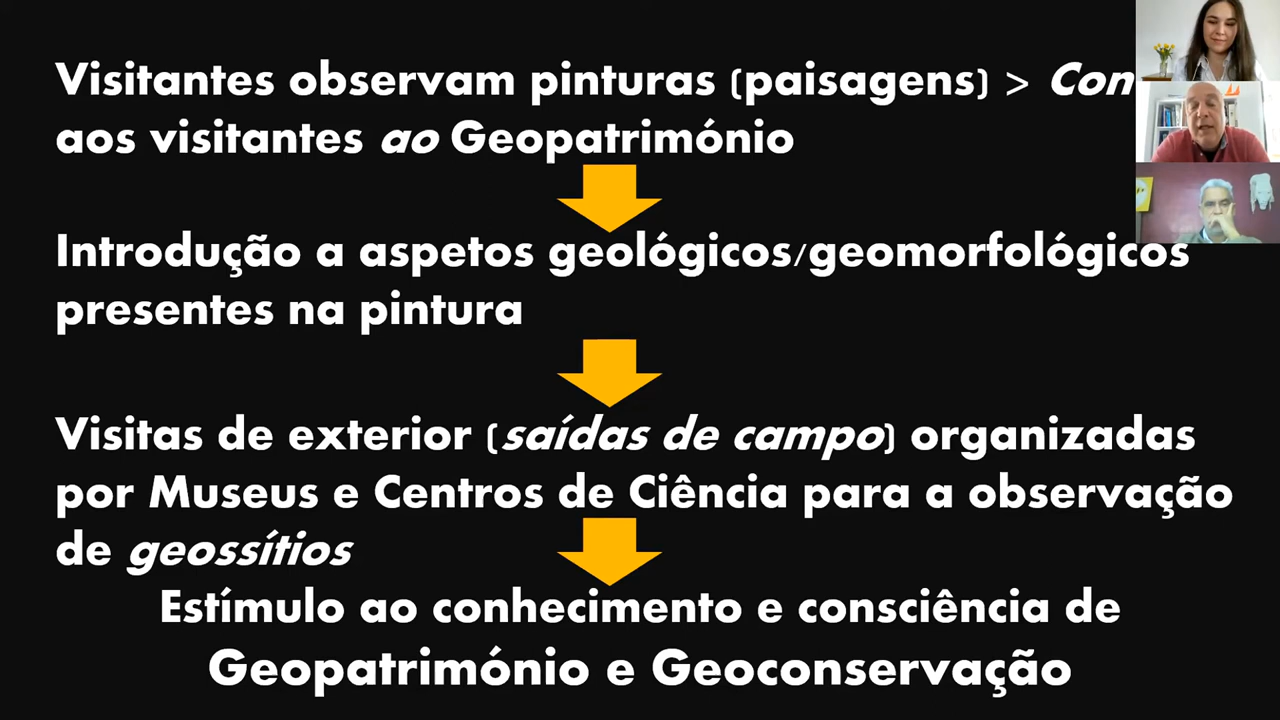 Visitantes observam pinturas (paisagens) > Con
aos visitantes ao Geopatrimónio
Introdução a aspetos geológicos/geomorfológicos
presentes na pintura
Visitas de exterior (saídas de campo) organizadas
por Museus e Centros de Ciência para a observação
de geossítios
Estímulo ao conhecimento e consciência de
Geopatrimónio e Geoconservação